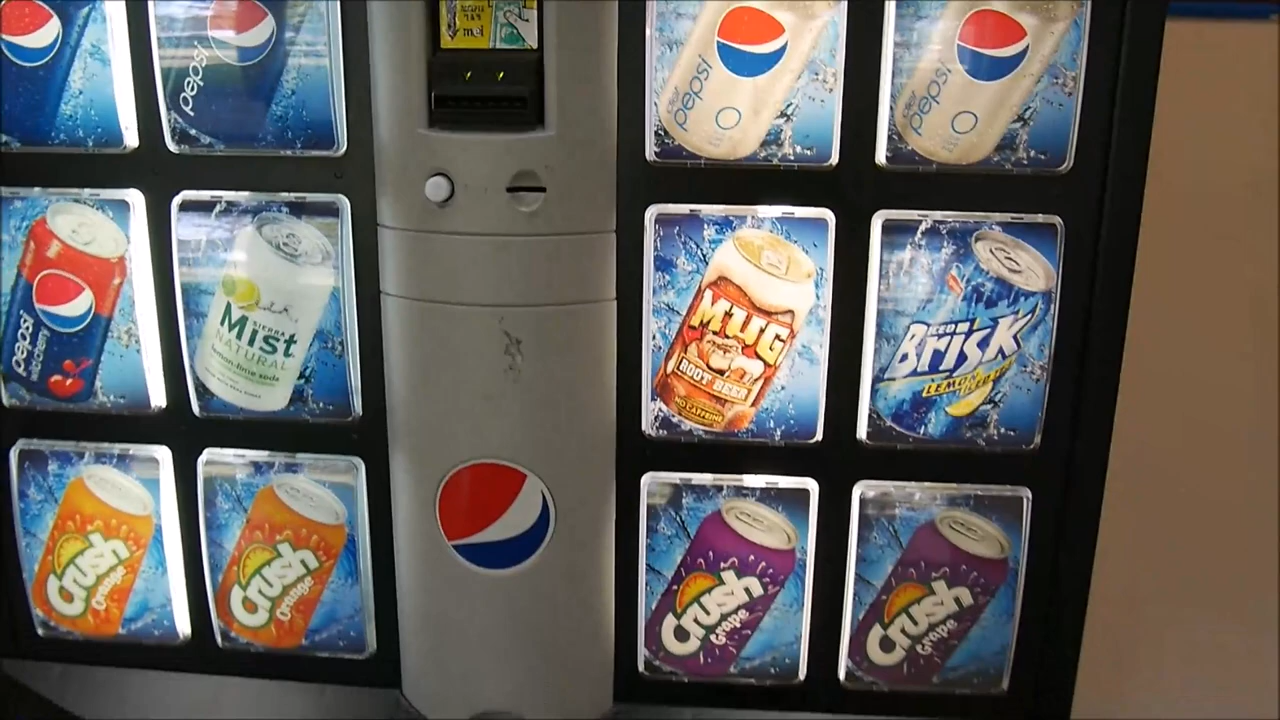 pepsi
diet
pepsi
diet
pepsi
pepsi
wild cherry
SIERRA
Mist
NATURAL
lemon-lime soda
MUG
ROOT BEER
NO CAFFEINE
ICED
Brisk
LEMON
Crush
Orange
Crush
Orange
Crush
Grape
Crush
Grape